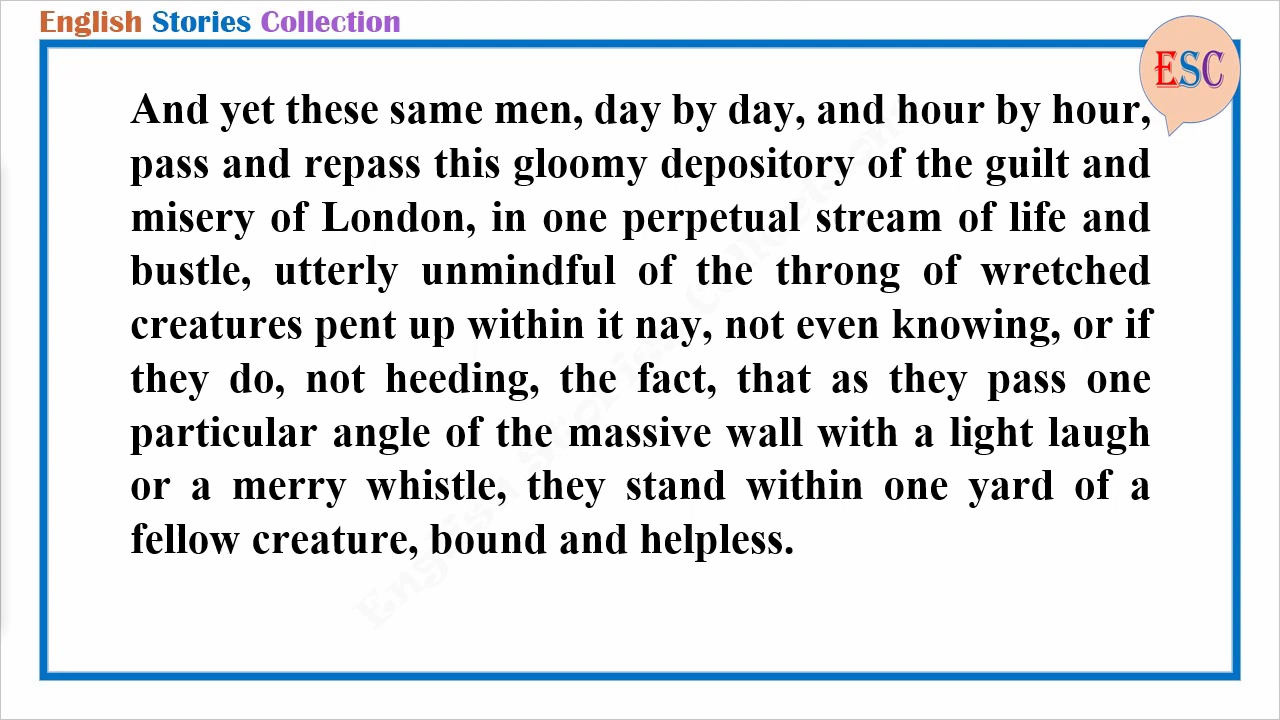 English Stories Collection
ESC
And yet these same men, day by day, and hour by hour,
pass and repass this gloomy depository of the guilt and
misery of London, in one perpetual stream of life and
bustle, utterly unmindful of the throng of wretched
creatures pent up within it nay, not even knowing, or if
they do, not heeding, the fact, that as they pass one
particular angle of the massive wall with a light laugh
or a merry whistle, they stand within one yard of a
fellow creature, bound and helpless.
English Stories Collections